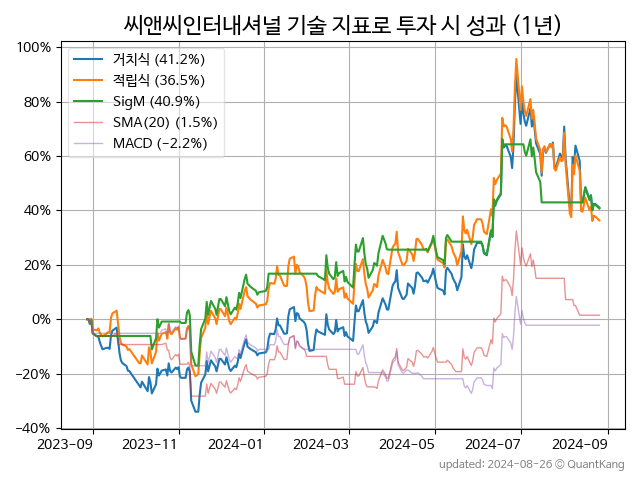 씨앤씨인터내셔널 기술 지표로 투자 시 성과 (1년)
100%
80%
60%
40%
20%
0%
−20%
−40%
거치식 (41.2%)
적립식 (36.5%)
SigM (40.9%)
SMA(20) (1.5%)
MACD (−2.2%)
2023-09 2023-11 2024-01 2024-03 2024-05 2024-07 2024-09
updated: 2024-08-26 © QuantKang